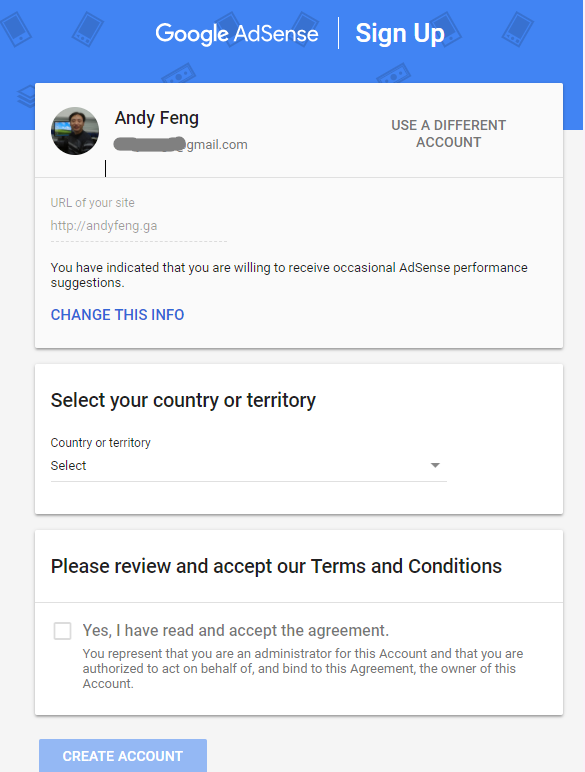 Google AdSense | Sign Up
Andy Feng
@gmail.com
USE A DIFFERENT
ACCOUNT
URL of your site
http://andyfeng.ga
You have indicated that you are willing to receive occasional AdSense performance
suggestions.
CHANGE THIS INFO
Select your country or territory
Country or territory
Select
Please review and accept our Terms and Conditions
Yes, I have read and accept the agreement.
You represent that you are an administrator for this Account and that you are
authorized to act on behalf of, and bind to this Agreement, the owner of this
Account.
CREATE ACCOUNT